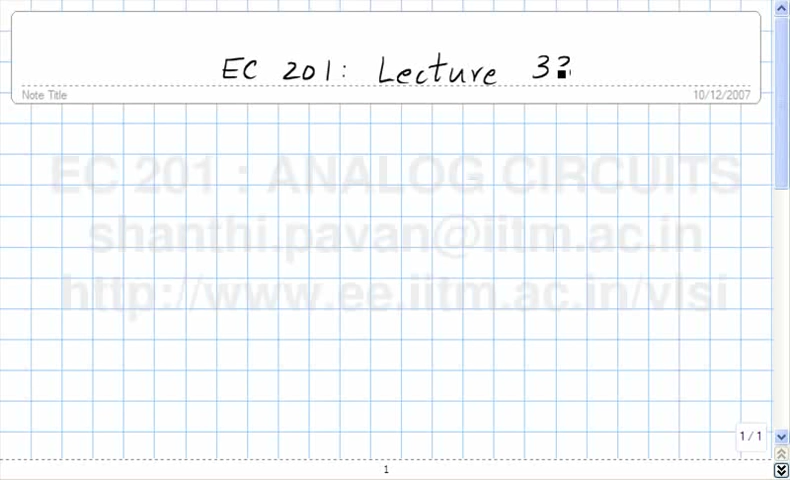 EC 201: Lecture
Note Title
10/12/2007
EC 201 : ANALOG CIRCUITS
shanthi.pavan@iitm.ac.in
http://www.ee.iitm.ac.in/vlsi
1 / 1
1